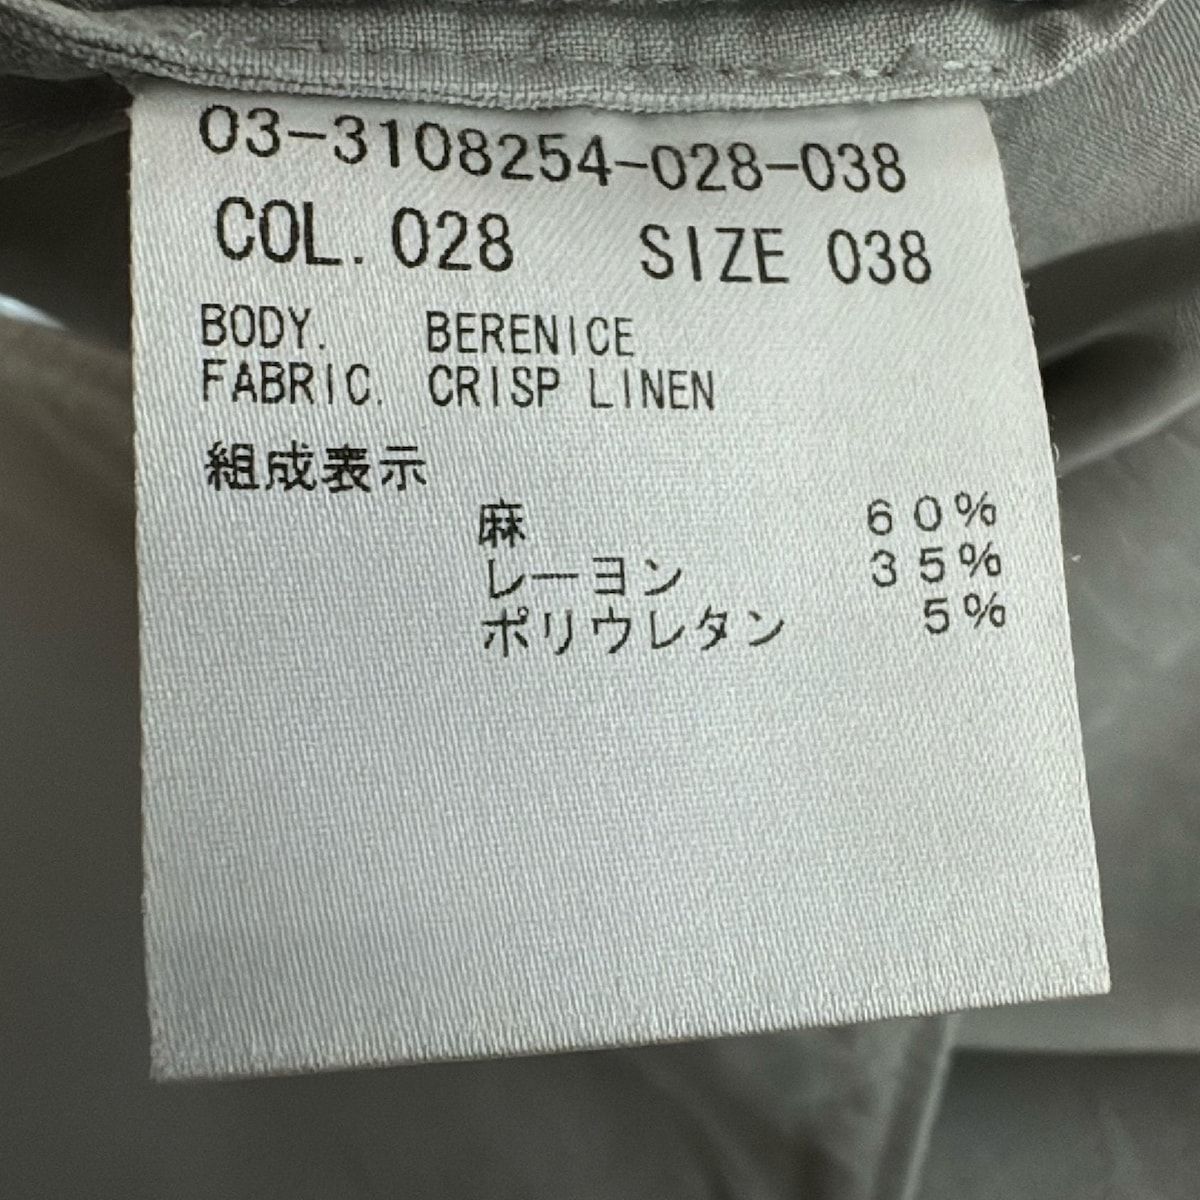 03-3108254-028-038
COL. 028 SIZE 038
BODY. BERENICE
FABRIC. CRISP LINEN
組成表示
麻 60%
レーヨン 35%
ポリウレタン 5%